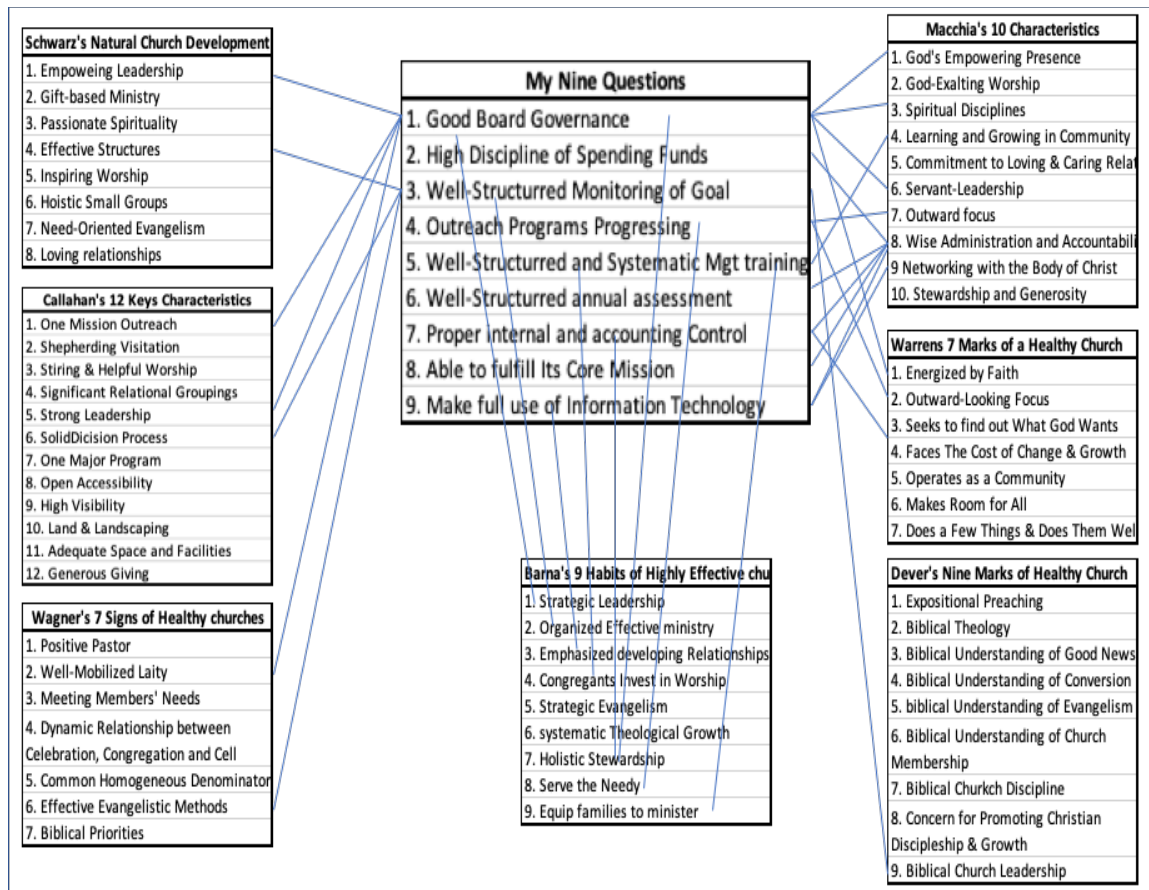 Schwarz's Natural Church Development
1. Empoweing Leadership
2. Gift-based Ministry
3. Passionate Spirituality
4. Effective Structures
5. Inspiring Worship
6. Hoistic Small Groups
7. Need-Oriented Evangelism
8. Loving relationships
Callahan's 12 Keys Characteristics
1. One Mission Outreach
2. Shepherding Visitation
3. Stiring & Helpful Worship
4. Significant Relational Groupings
5. Strong Leadership
6. SolidDicision Process
7. One Major Program
8. Open Accessibility
9. High Visibility
10. Land & Landscaping
11. Adequate Space and Facilities
12. Generous Giving
Wagner's 7 Signs of Healthy churches
1. Positive Pastor
2. Well-Mobilized Laity
3. Meeting Members' Needs
4. Dynamic Relationship between
Celebration, Congregation and Cell
5. Common Homogeneous Denominator
6. Effective Evangelistic Methods
7. Biblical Priorities
My Nine Questions
1. Good Board Governance
2. High Discipline of Spending Funds
3. Well-Structurred Monitoring of Goal
4. Outreach Programs Progressing
5. Well-Structurred and Systematic Mgt training
6. Well-Structurred annual assessment
7. Proper internal and accounting Control
8. Able to fulfill Its Core Mission
9. Make full use of Information Technology
Barna's 9 Habits of Highly Effective chu
1. Strategic Leadership
2. Organized Effective ministry
3. Emphasized developing Relationships
4. Congregants Invest in Worship
5. Strategic Evangelism
6. systematic Theological Growth
7. Holistic Stewardship
8. Serve the Needy
9. Equip families to minister
Macchia's 10 Characteristics
1. God's Empowering Presence
2. God-Exalting Worship
3. Spiritual Disciplines
4. Learning and Growing in Community
5. Commitment to Loving & Caring Relat
6. Servant-Leadership
7. Outward focus
8. Wise Administration and Accountabili
9 Networking with the Body of Christ
10. Stewardship and Generosity
Warrens 7 Marks of a Healthy Church
1. Energized by Faith
2. Outward-Looking Focus
3. Seeks to find out What God Wants
4. Faces The Cost of Change & Growth
5. Operates as a Community
6. Makes Room for All
7. Does a Few Things & Does Them Wel
Dever's Nine Marks of Healthy Church
1. Expositional Preaching
2. Biblical Theology
3. Biblical Understanding of Good News
4. Biblical Understanding of Conversion
5. biblical Understanding of Evangelism
6. Biblical Understanding of Church
Membership
7. Biblical Churkch Discipline
8. Concern for Promoting Christian
Discipleship & Growth
9. Biblical Church Leadership